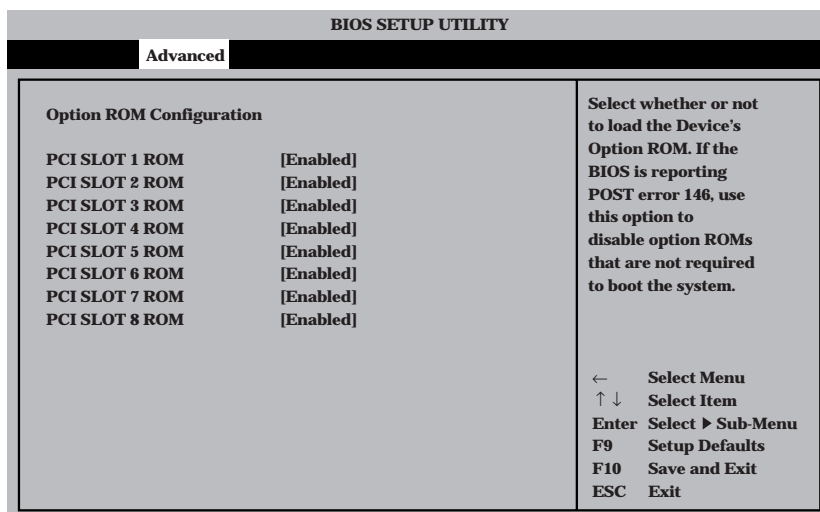 BIOS SETUP UTILITY
Advanced
Option ROM Configuration
PCI SLOT 1 ROM [Enabled]
PCI SLOT 2 ROM [Enabled]
PCI SLOT 3 ROM [Enabled]
PCI SLOT 4 ROM [Enabled]
PCI SLOT 5 ROM [Enabled]
PCI SLOT 6 ROM [Enabled]
PCI SLOT 7 ROM [Enabled]
PCI SLOT 8 ROM [Enabled]
Select whether or not
to load the Device's
Option ROM. If the
BIOS is reporting
POST error 146, use
this option to
disable option ROMs
that are not required
to boot the system.
← Select Menu
↑↓ Select Item
Enter Select ▶ Sub-Menu
F9 Setup Defaults
F10 Save and Exit
ESC Exit